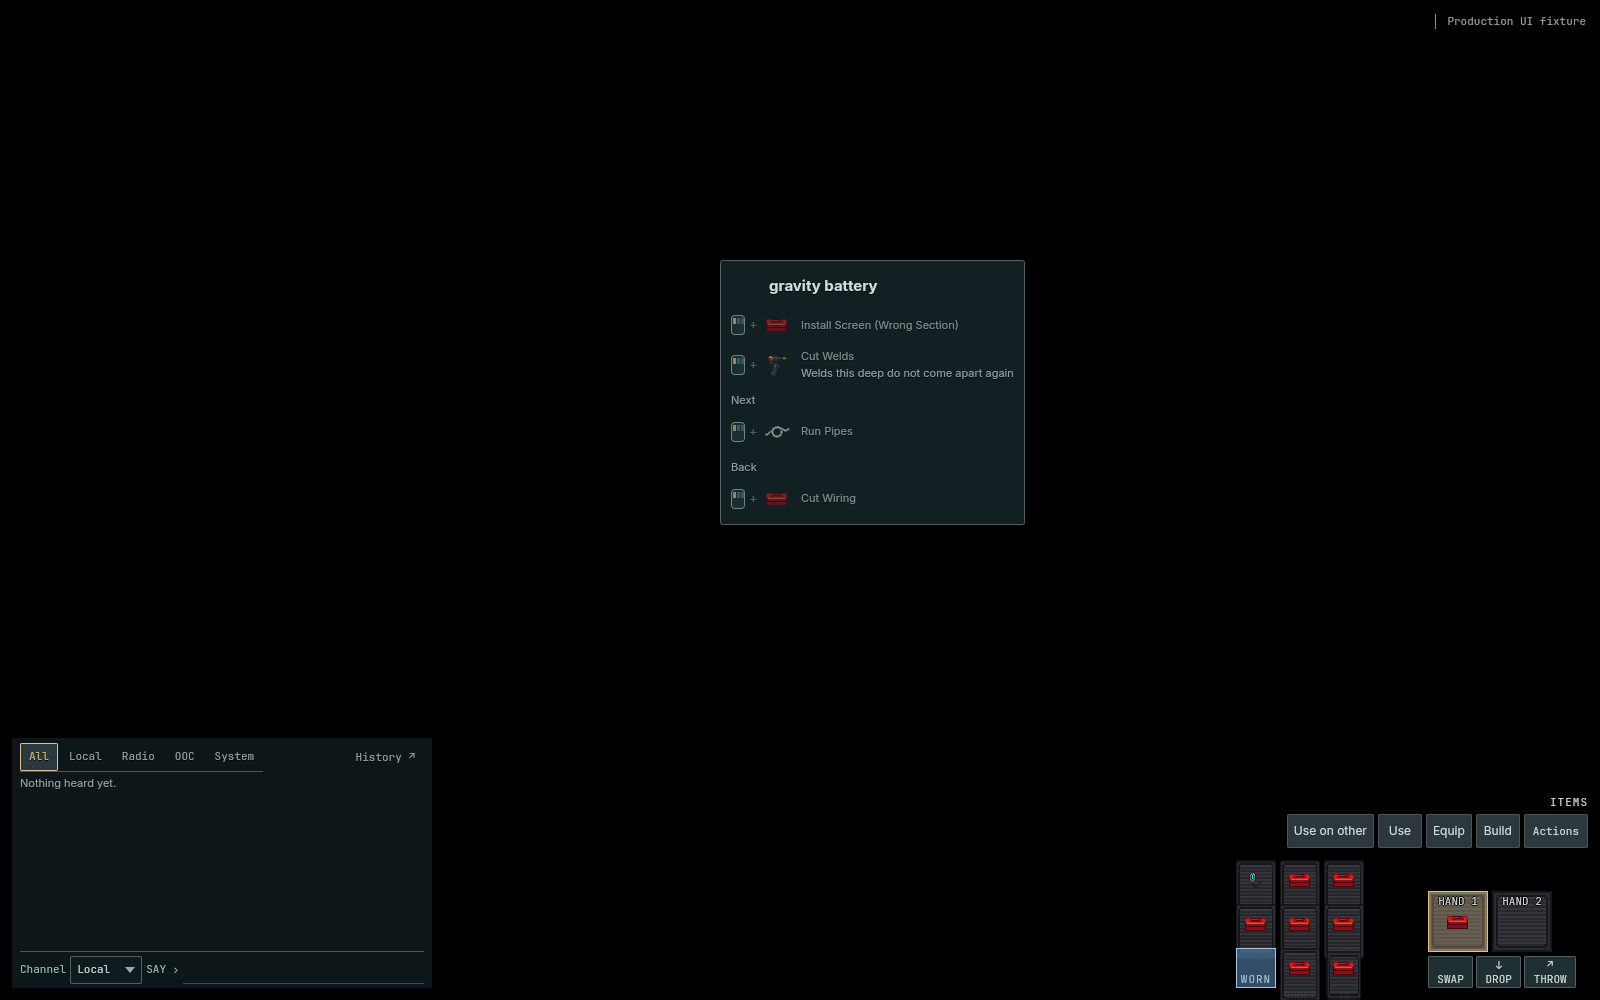 Production UI fixture
gravity battery
+ Install Screen (Wrong Section)
+ Cut Welds
Welds this deep do not come apart again
Next
+ Run Pipes
Back
+ Cut Wiring
All Local Radio OOC System History ↗
Nothing heard yet.
Channel Local SAY ›
ITEMS
Use on other Use Equip Build Actions
HAND 1 HAND 2
WORN
SWAP ↓ DROP ↗ THROW